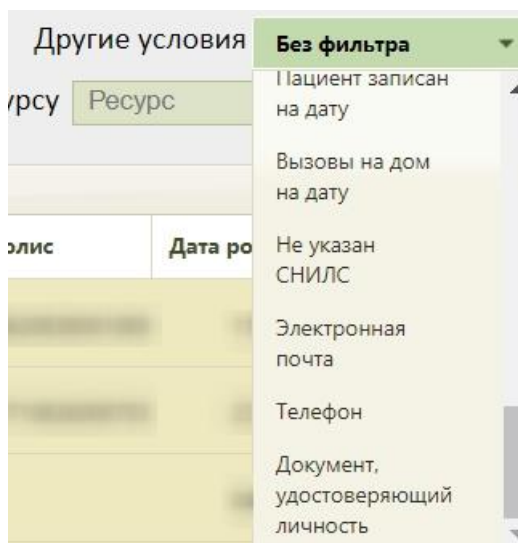 Другие условия Без фильтра
урсу Ресурс
Пациент записан
на дату
Вызовы на дом
на дату
олис Дата ро
Не указан
СНИЛС
Электронная
почта
Телефон
Документ,
удостоверяющий
личность